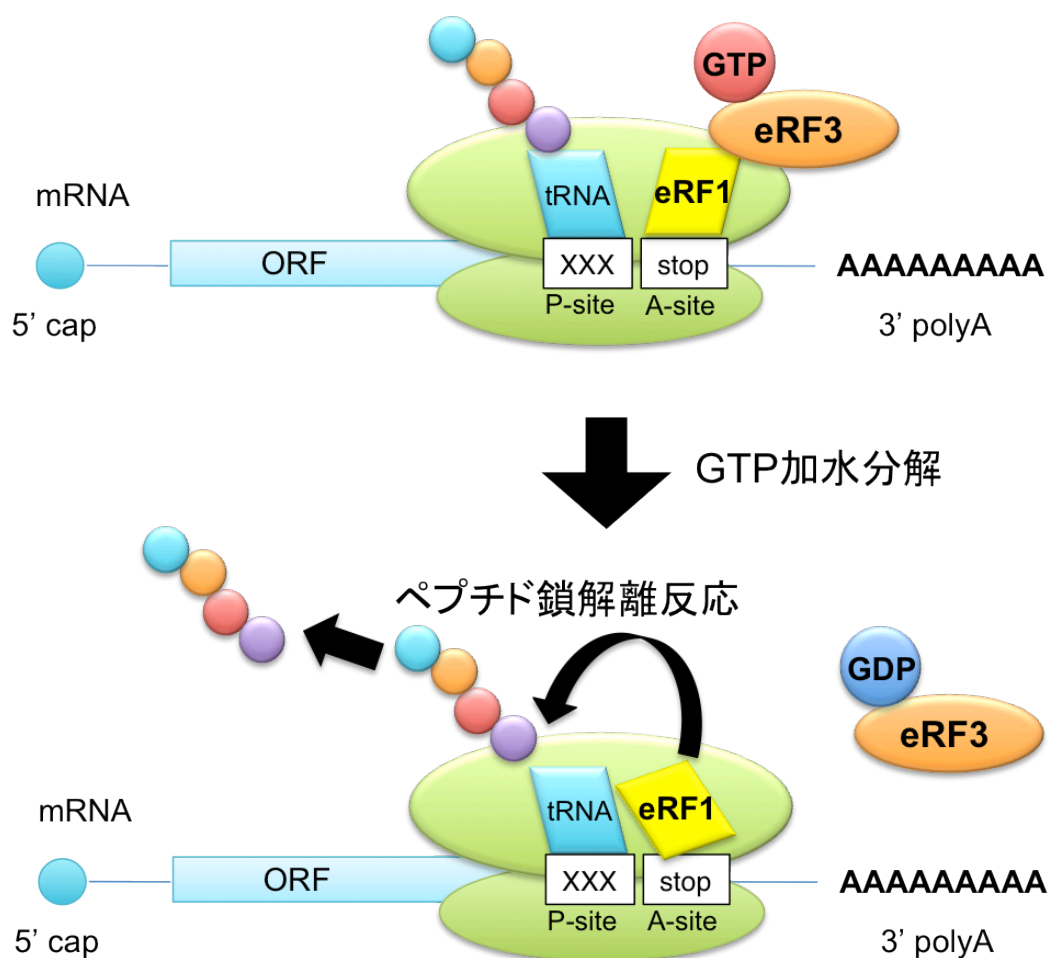 GTP
eRF3
mRNA
tRNA
eRF1
ORF
XXX
stop
AAAAAAAAA
P-site
A-site
5’ cap
3’ polyA
GTP加水分解
ペプチド鎖解離反応
GDP
eRF3
mRNA
tRNA
eRF1
ORF
XXX
stop
AAAAAAAAA
P-site
A-site
5’ cap
3’ polyA